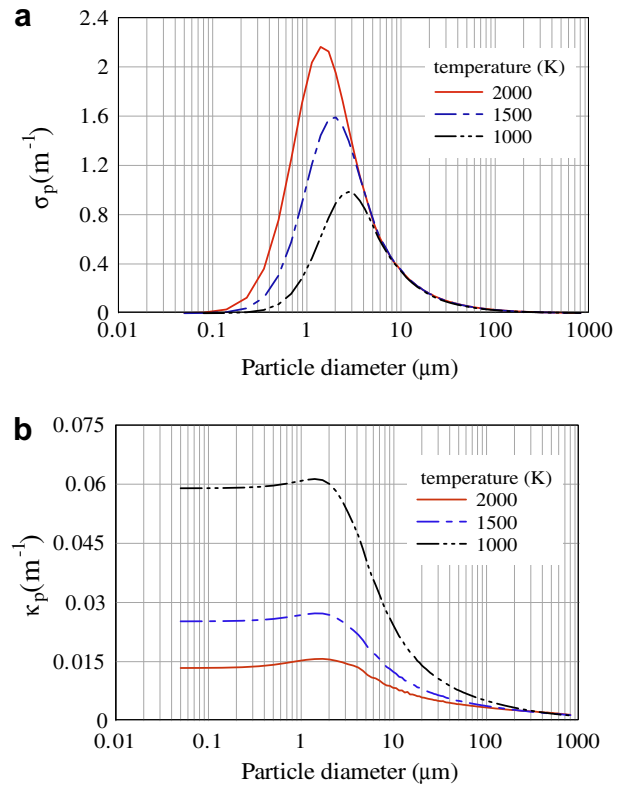 a
2.4
2
1.6
1.2
0.8
0.4
0
σp(m⁻¹)
temperature (K)
2000
1500
1000
0.01 0.1 1 10 100 1000
Particle diameter (μm)
b
0.075
0.06
0.045
0.03
0.015
0
κp(m⁻¹)
temperature (K)
2000
1500
1000
0.01 0.1 1 10 100 1000
Particle diameter (μm)